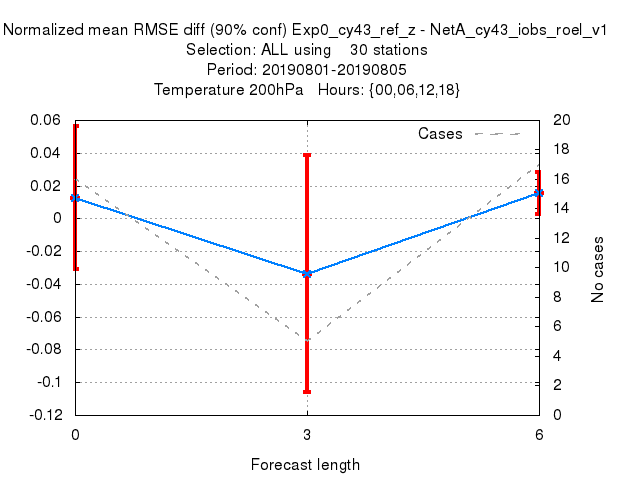 Normalized mean RMSE diff (90% conf) Exp0_cy43_ref_z - NetA_cy43_iobs_roel_v1
Selection: ALL using    30 stations
Period: 20190801-20190805
Temperature 200hPa   Hours: {00,06,12,18}
Cases
0.06
0.04
0.02
0
-0.02
-0.04
-0.06
-0.08
-0.1
-0.12
20
18
16
14
12
10
8
6
4
2
0
No cases
0 3 6
Forecast length